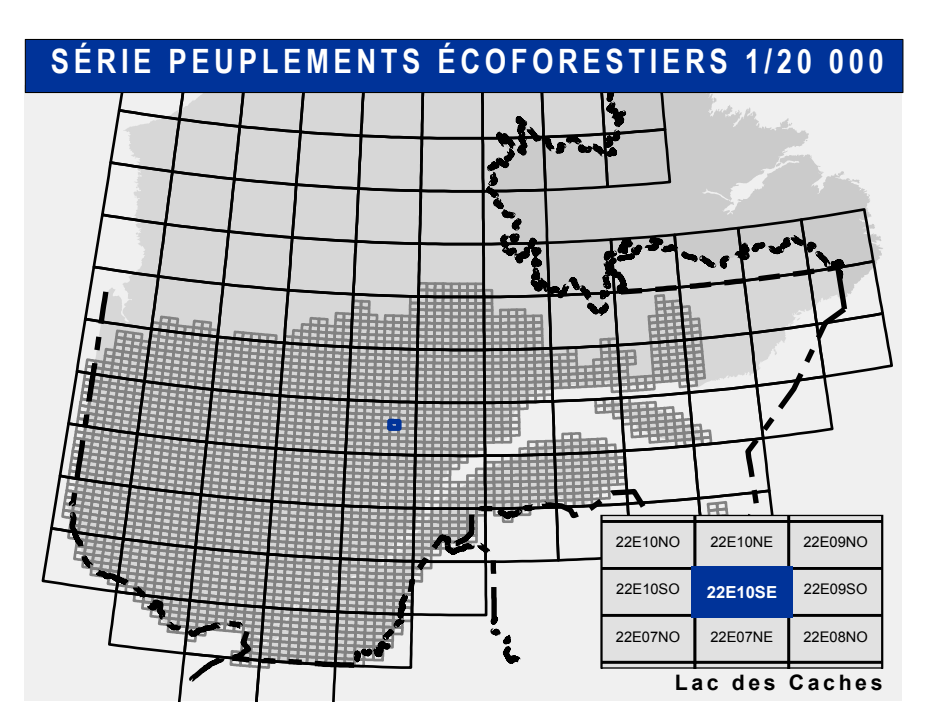 SÉRIE PEUPLEMENTS ÉCOFORESTIERS 1/20 000
22E10NO 22E10NE 22E09NO
22E10SO 22E10SE 22E09SO
22E07NO 22E07NE 22E08NO
Lac des Caches